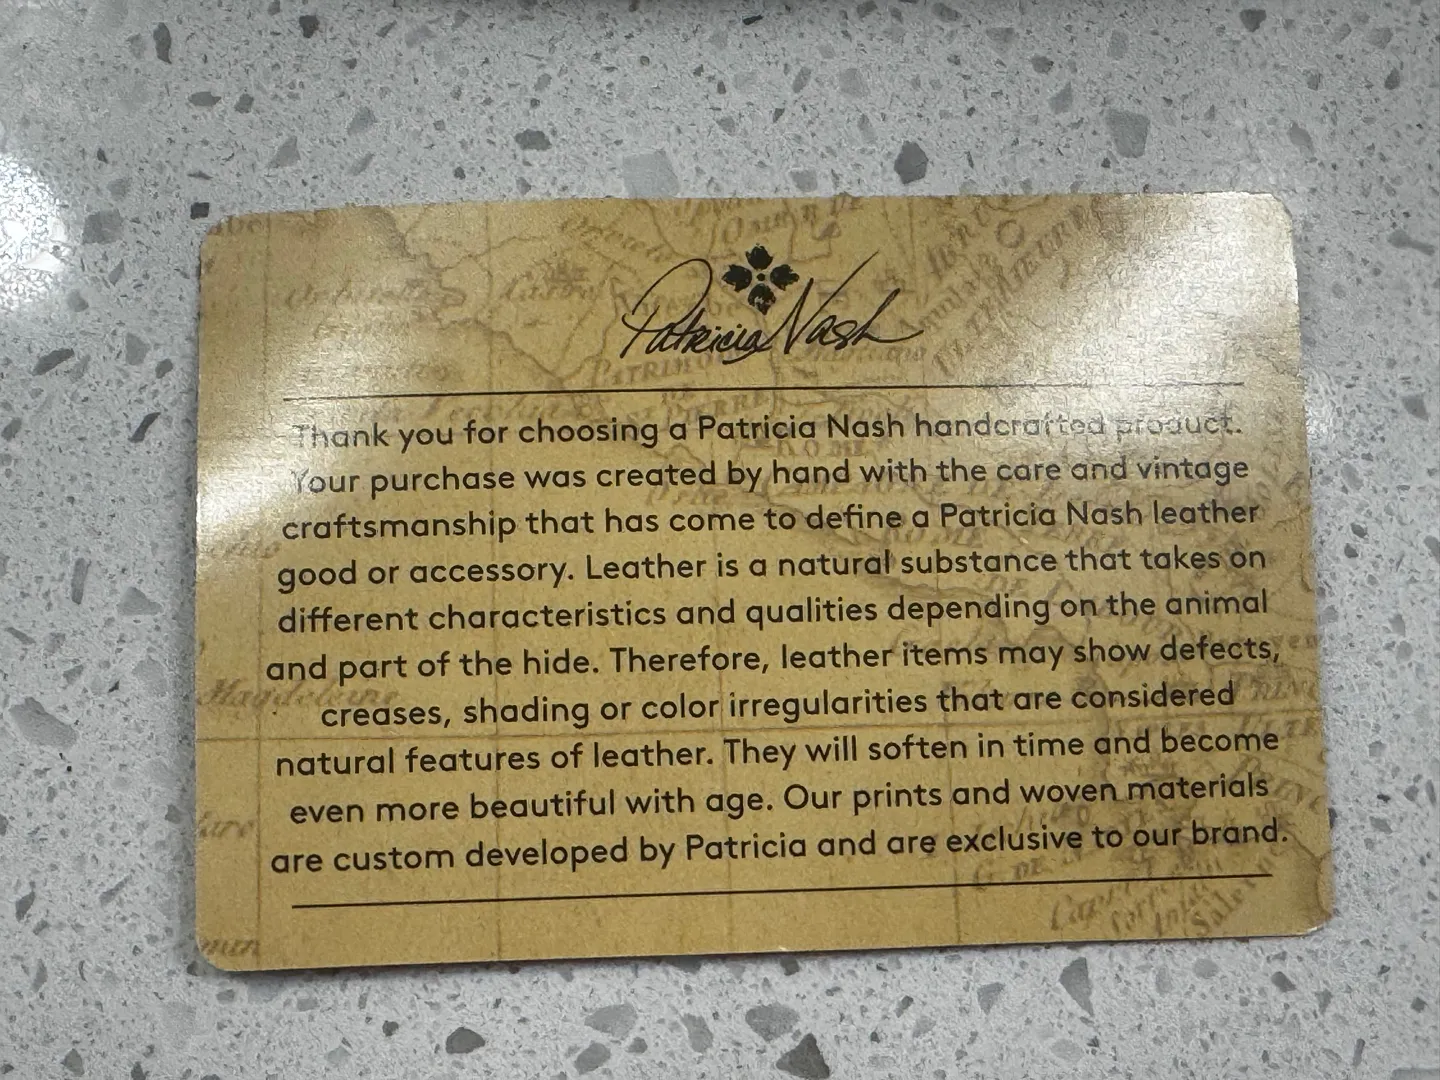 Patricia Nash
Thank you for choosing a Patricia Nash handcrafted product.
Your purchase was created by hand with the care and vintage
craftsmanship that has come to define a Patricia Nash leather
good or accessory. Leather is a natural substance that takes on
different characteristics and qualities depending on the animal
and part of the hide. Therefore, leather items may show defects,
creases, shading or color irregularities that are considered
natural features of leather. They will soften in time and become
even more beautiful with age. Our prints and woven materials
are custom developed by Patricia and are exclusive to our brand.